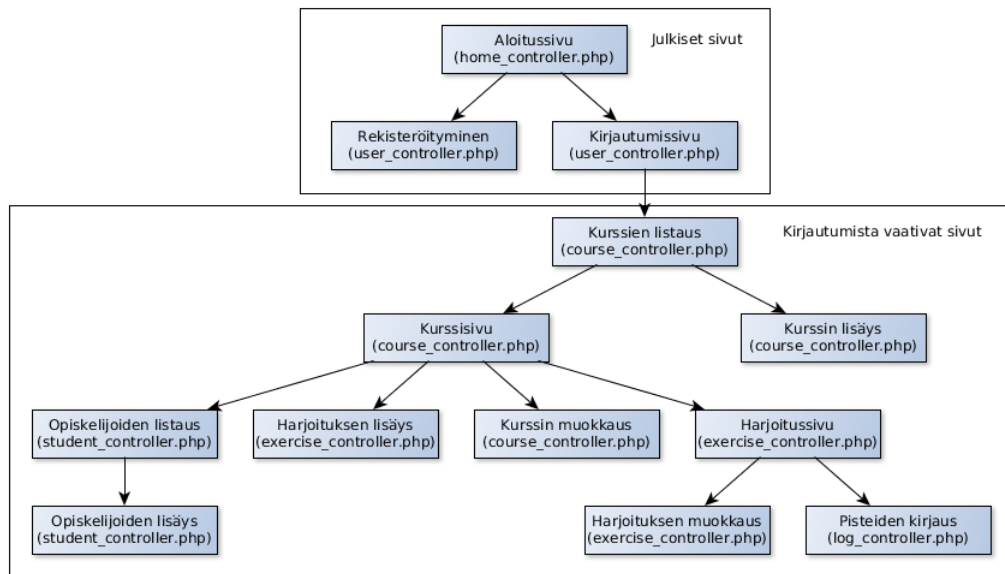 Aloitussivu
(home_controller.php)
Julkiset sivut
Rekisteröityminen
(user_controller.php)
Kirjautumissivu
(user_controller.php)
Kurssien listaus
(course_controller.php)
Kirjautumista vaativat sivut
Kurssisivu
(course_controller.php)
Kurssin lisäys
(course_controller.php)
Opiskelijoiden listaus
(student_controller.php)
Harjoituksen lisäys
(exercise_controller.php)
Kurssin muokkaus
(course_controller.php)
Harjoitussivu
(exercise_controller.php)
Opiskelijoiden lisäys
(student_controller.php)
Harjoituksen muokkaus
(exercise_controller.php)
Pisteiden kirjaus
(log_controller.php)